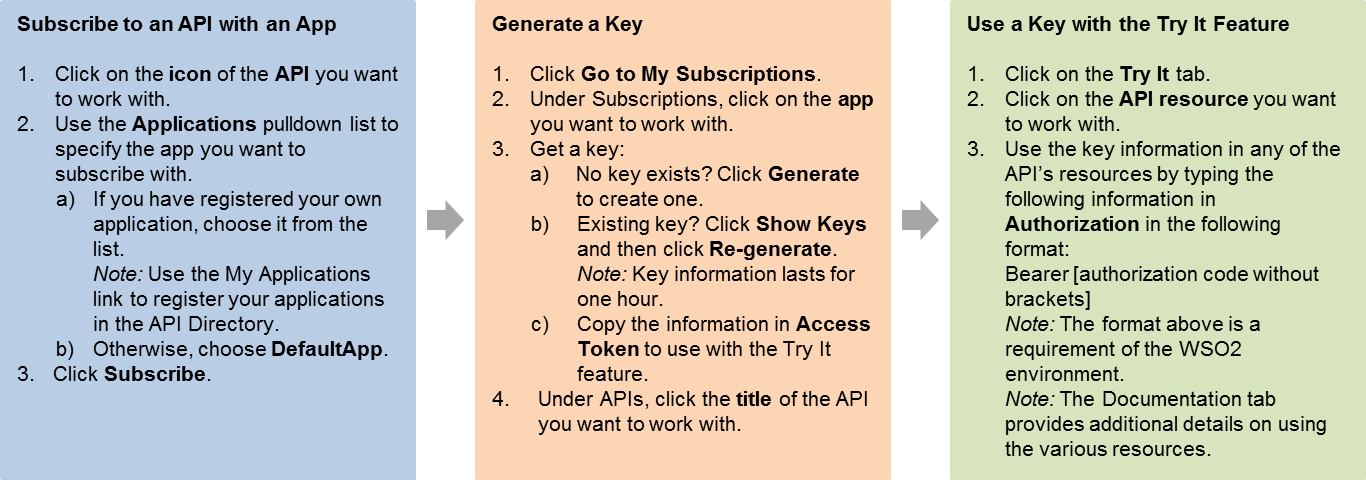 Subscribe to an API with an App
1. Click on the icon of the API you want
to work with.
2. Use the Applications pulldown list to
specify the app you want to
subscribe with.
a) If you have registered your own
application, choose it from the
list.
Note: Use the My Applications
link to register your applications
in the API Directory.
b) Otherwise, choose DefaultApp.
3. Click Subscribe.
Generate a Key
1. Click Go to My Subscriptions.
2. Under Subscriptions, click on the app
you want to work with.
3. Get a key:
a) No key exists? Click Generate
to create one.
b) Existing key? Click Show Keys
and then click Re-generate.
Note: Key information lasts for
one hour.
c) Copy the information in Access
Token to use with the Try It
feature.
4. Under APIs, click the title of the API
you want to work with.
Use a Key with the Try It Feature
1. Click on the Try It tab.
2. Click on the API resource you want
to work with.
3. Use the key information in any of the
API’s resources by typing the
following information in
Authorization in the following
format:
Bearer [authorization code without
brackets]
Note: The format above is a
requirement of the WSO2
environment.
Note: The Documentation tab
provides additional details on using
the various resources.